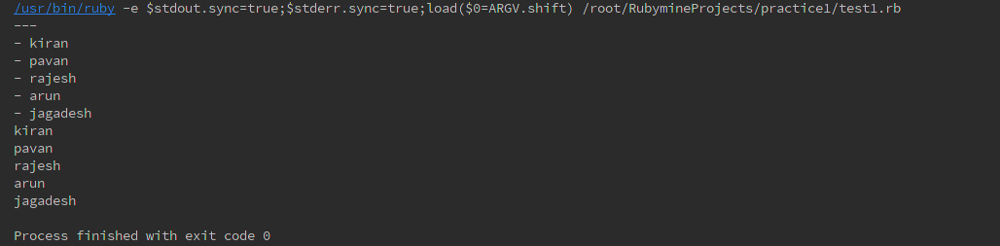 /usr/bin/ruby -e $stdout.sync=true;$stderr.sync=true;load($0=ARGV.shift) /root/RubymineProjects/practice1/test1.rb
---
- kiran
- pavan
- rajesh
- arun
- jagadesh
kiran
pavan
rajesh
arun
jagadesh
Process finished with exit code 0